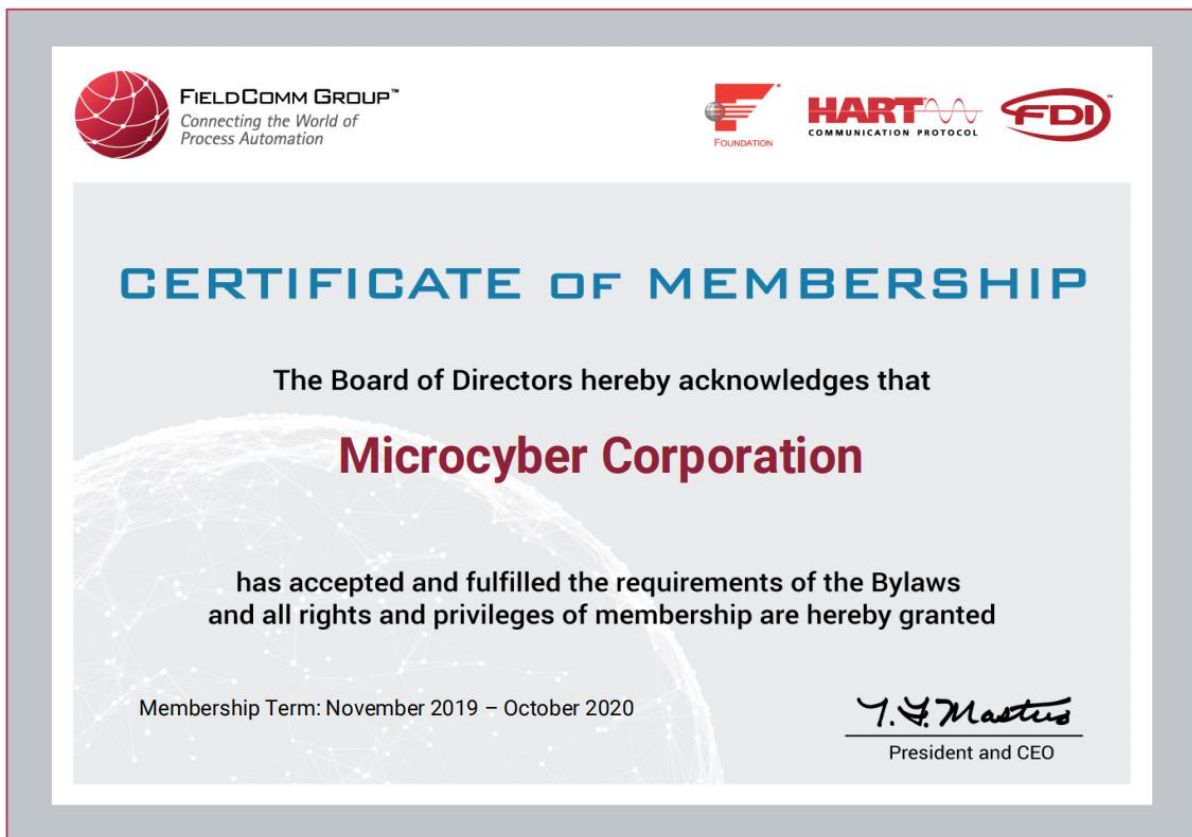 FIELDCOMM GROUP™
Connecting the World of
Process Automation
FOUNDATION
HART
COMMUNICATION PROTOCOL
FDI™
CERTIFICATE OF MEMBERSHIP
The Board of Directors hereby acknowledges that
Microcyber Corporation
has accepted and fulfilled the requirements of the Bylaws
and all rights and privileges of membership are hereby granted
Membership Term: November 2019 – October 2020
T.F. Masters
President and CEO